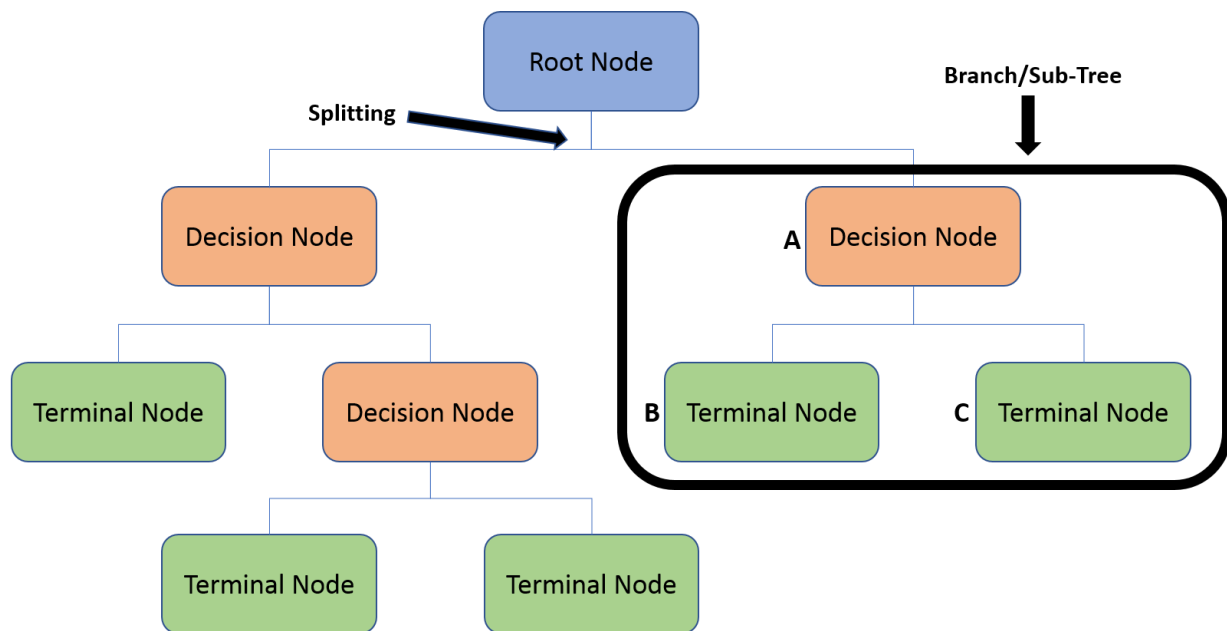 Root Node
Branch/Sub-Tree
Splitting
Decision Node
A
Decision Node
Terminal Node
Decision Node
B
Terminal Node
C
Terminal Node
Terminal Node
Terminal Node